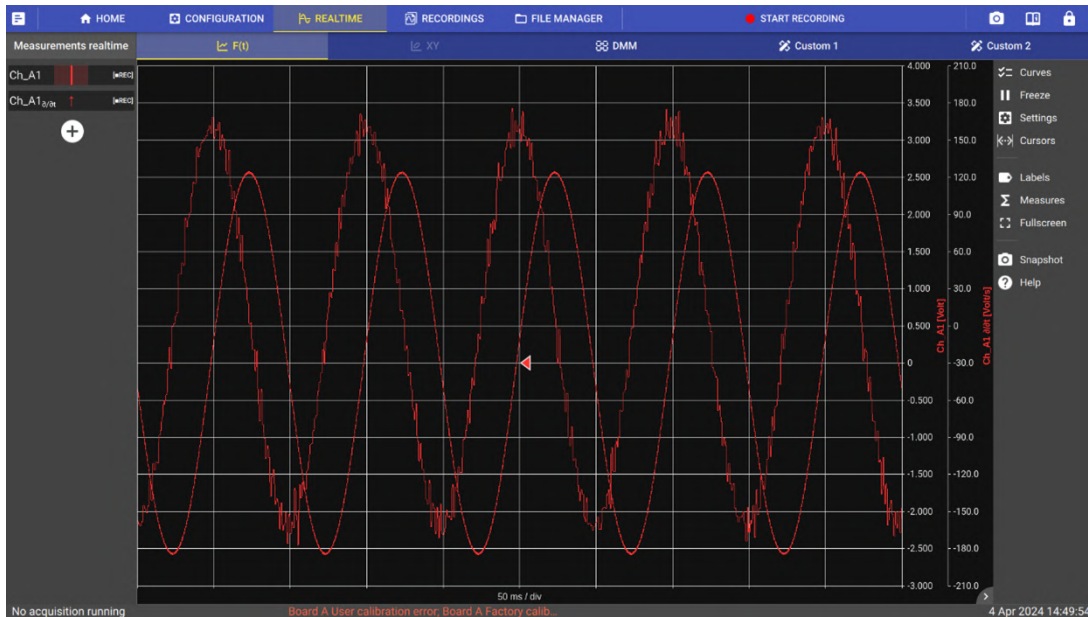 HOME CONFIGURATION REALTIME RECORDINGS FILE MANAGER START RECORDING
Measurements realtime F(t) XY DMM Custom 1 Custom 2
Ch_A1 [●REC]
Ch_A1∂/∂t ↑ [●REC]
Curves
Freeze
Settings
Cursors
Labels
Measures
Fullscreen
Snapshot
Help
4.000 210.0
3.500 180.0
3.000 150.0
2.500 120.0
2.000 90.0
1.500 60.0
1.000 30.0
0.500 0
0 -30.0
-0.500 -60.0
-1.000 -90.0
-1.500 -120.0
-2.000 -150.0
-2.500 -180.0
-3.000 -210.0
Ch_A1 [Volt]
Ch_A1 ∂/∂t [Volt/s]
50 ms / div
No acquisition running Board A User calibration error; Board A Factory calib... 4 Apr 2024 14:49:54